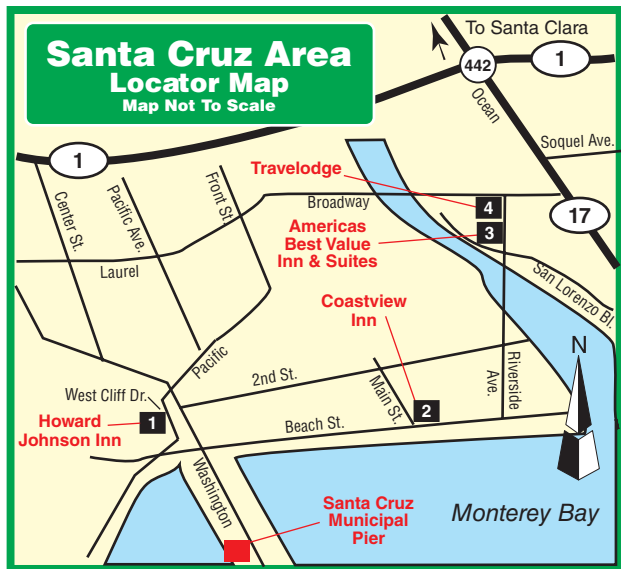 Santa Cruz Area
Locator Map
Map Not To Scale
To Santa Clara
442
1
Ocean
Soquel Ave.
1
Travelodge
Broadway
4
17
Center St.
Pacific Ave.
Front St.
Americas
Best Value
Inn & Suites
3
Laurel
San Lorenzo Bl.
Coastview
Inn
N
Pacific
2nd St.
Main St.
Riverside
Ave.
West Cliff Dr.
Howard
Johnson Inn
1
2
Beach St.
Washington
Santa Cruz
Municipal
Pier
Monterey Bay